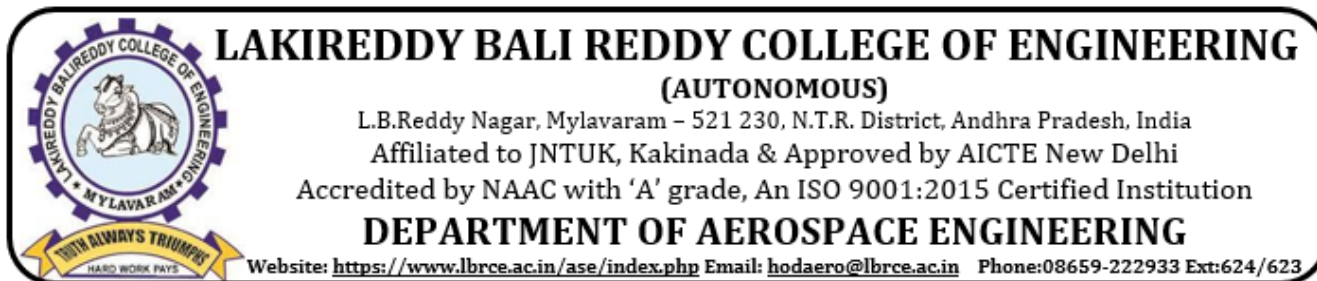 LAKIREDDY BALIREDDY COLLEGE OF ENGINEERING
* MYLAVARAM *
TRUTH ALWAYS TRIUMPHS
HARD WORK PAYS
LAKIREDDY BALI REDDY COLLEGE OF ENGINEERING
(AUTONOMOUS)
L.B.Reddy Nagar, Mylavaram – 521 230, N.T.R. District, Andhra Pradesh, India
Affiliated to JNTUK, Kakinada & Approved by AICTE New Delhi
Accredited by NAAC with ‘A’ grade, An ISO 9001:2015 Certified Institution
DEPARTMENT OF AEROSPACE ENGINEERING
Website: https://www.lbrce.ac.in/ase/index.php Email: hodaero@lbrce.ac.in Phone:08659-222933 Ext:624/623